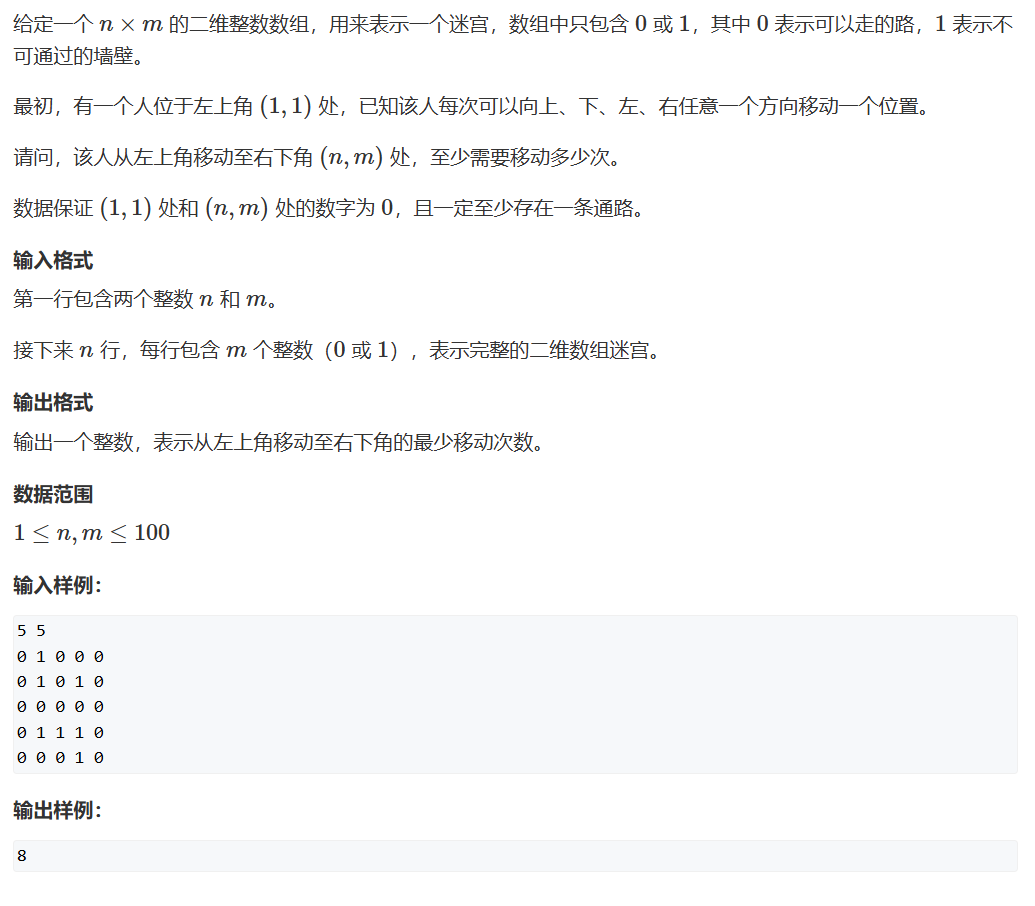 给定一个 n × m 的二维整数数组，用来表示一个迷宫，数组中只包含 0 或 1，其中 0 表示可以走的路，1 表示不
可通过的墙壁。
最初，有一个人位于左上角 (1, 1) 处，已知该人每次可以向上、下、左、右任意一个方向移动一个位置。
请问，该人从左上角移动至右下角 (n, m) 处，至少需要移动多少次。
数据保证 (1, 1) 处和 (n, m) 处的数字为 0，且一定至少存在一条通路。
输入格式
第一行包含两个整数 n 和 m。
接下来 n 行，每行包含 m 个整数（0 或 1），表示完整的二维数组迷宫。
输出格式
输出一个整数，表示从左上角移动至右下角的最少移动次数。
数据范围
1 ≤ n, m ≤ 100
输入样例：
5 5
0 1 0 0 0
0 1 0 1 0
0 0 0 0 0
0 1 1 1 0
0 0 0 1 0
输出样例：
8